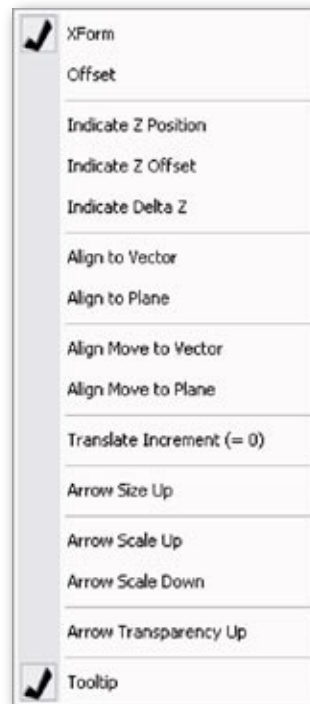 XForm
Offset
Indicate Z Position
Indicate Z Offset
Indicate Delta Z
Align to Vector
Align to Plane
Align Move to Vector
Align Move to Plane
Translate Increment (= 0)
Arrow Size Up
Arrow Scale Up
Arrow Scale Down
Arrow Transparency Up
Tooltip